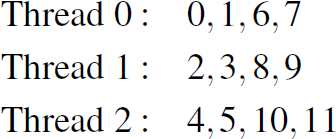 Thread 0 : 0, 1, 6, 7
Thread 1 : 2, 3, 8, 9
Thread 2 : 4, 5, 10, 11